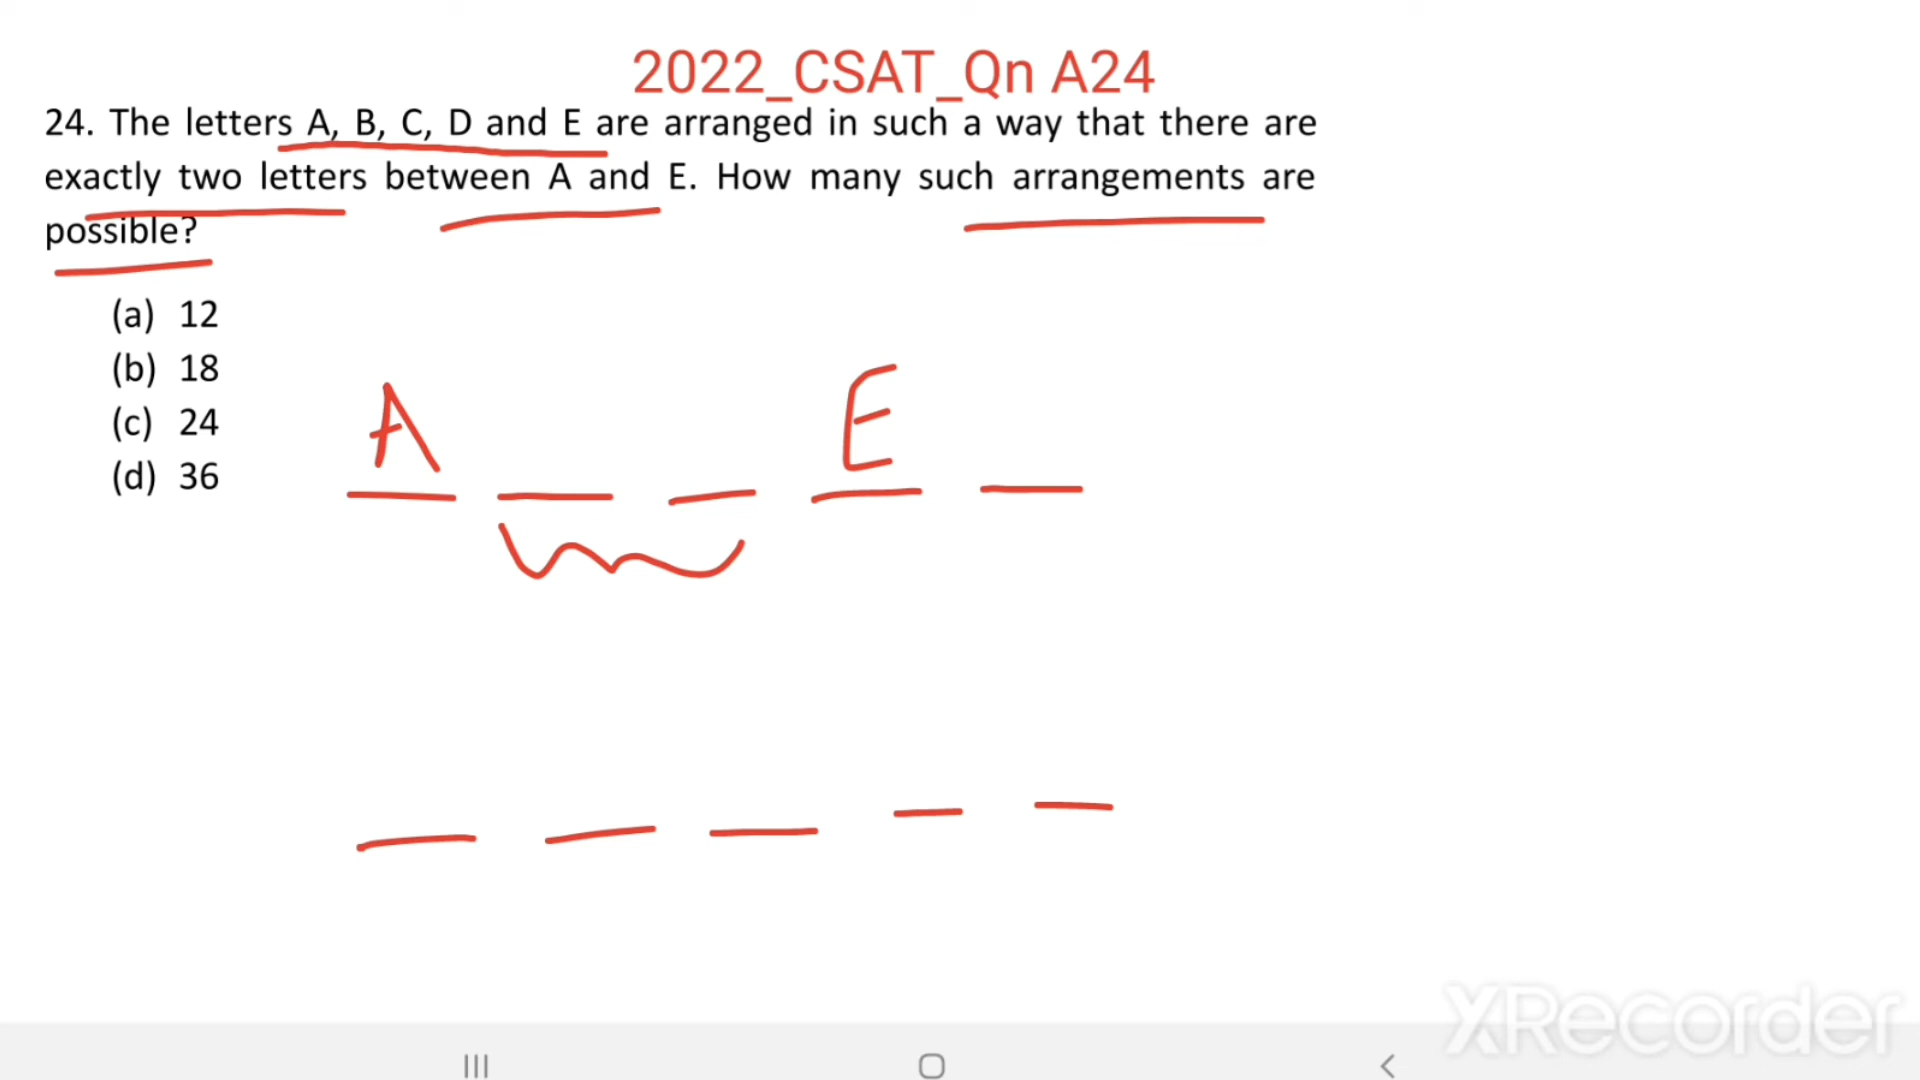 2022_CSAT_Qn A24
24. The letters A, B, C, D and E are arranged in such a way that there are
exactly two letters between A and E. How many such arrangements are
possible?
(a) 12
(b) 18
(c) 24
(d) 36
A E
XRecorder